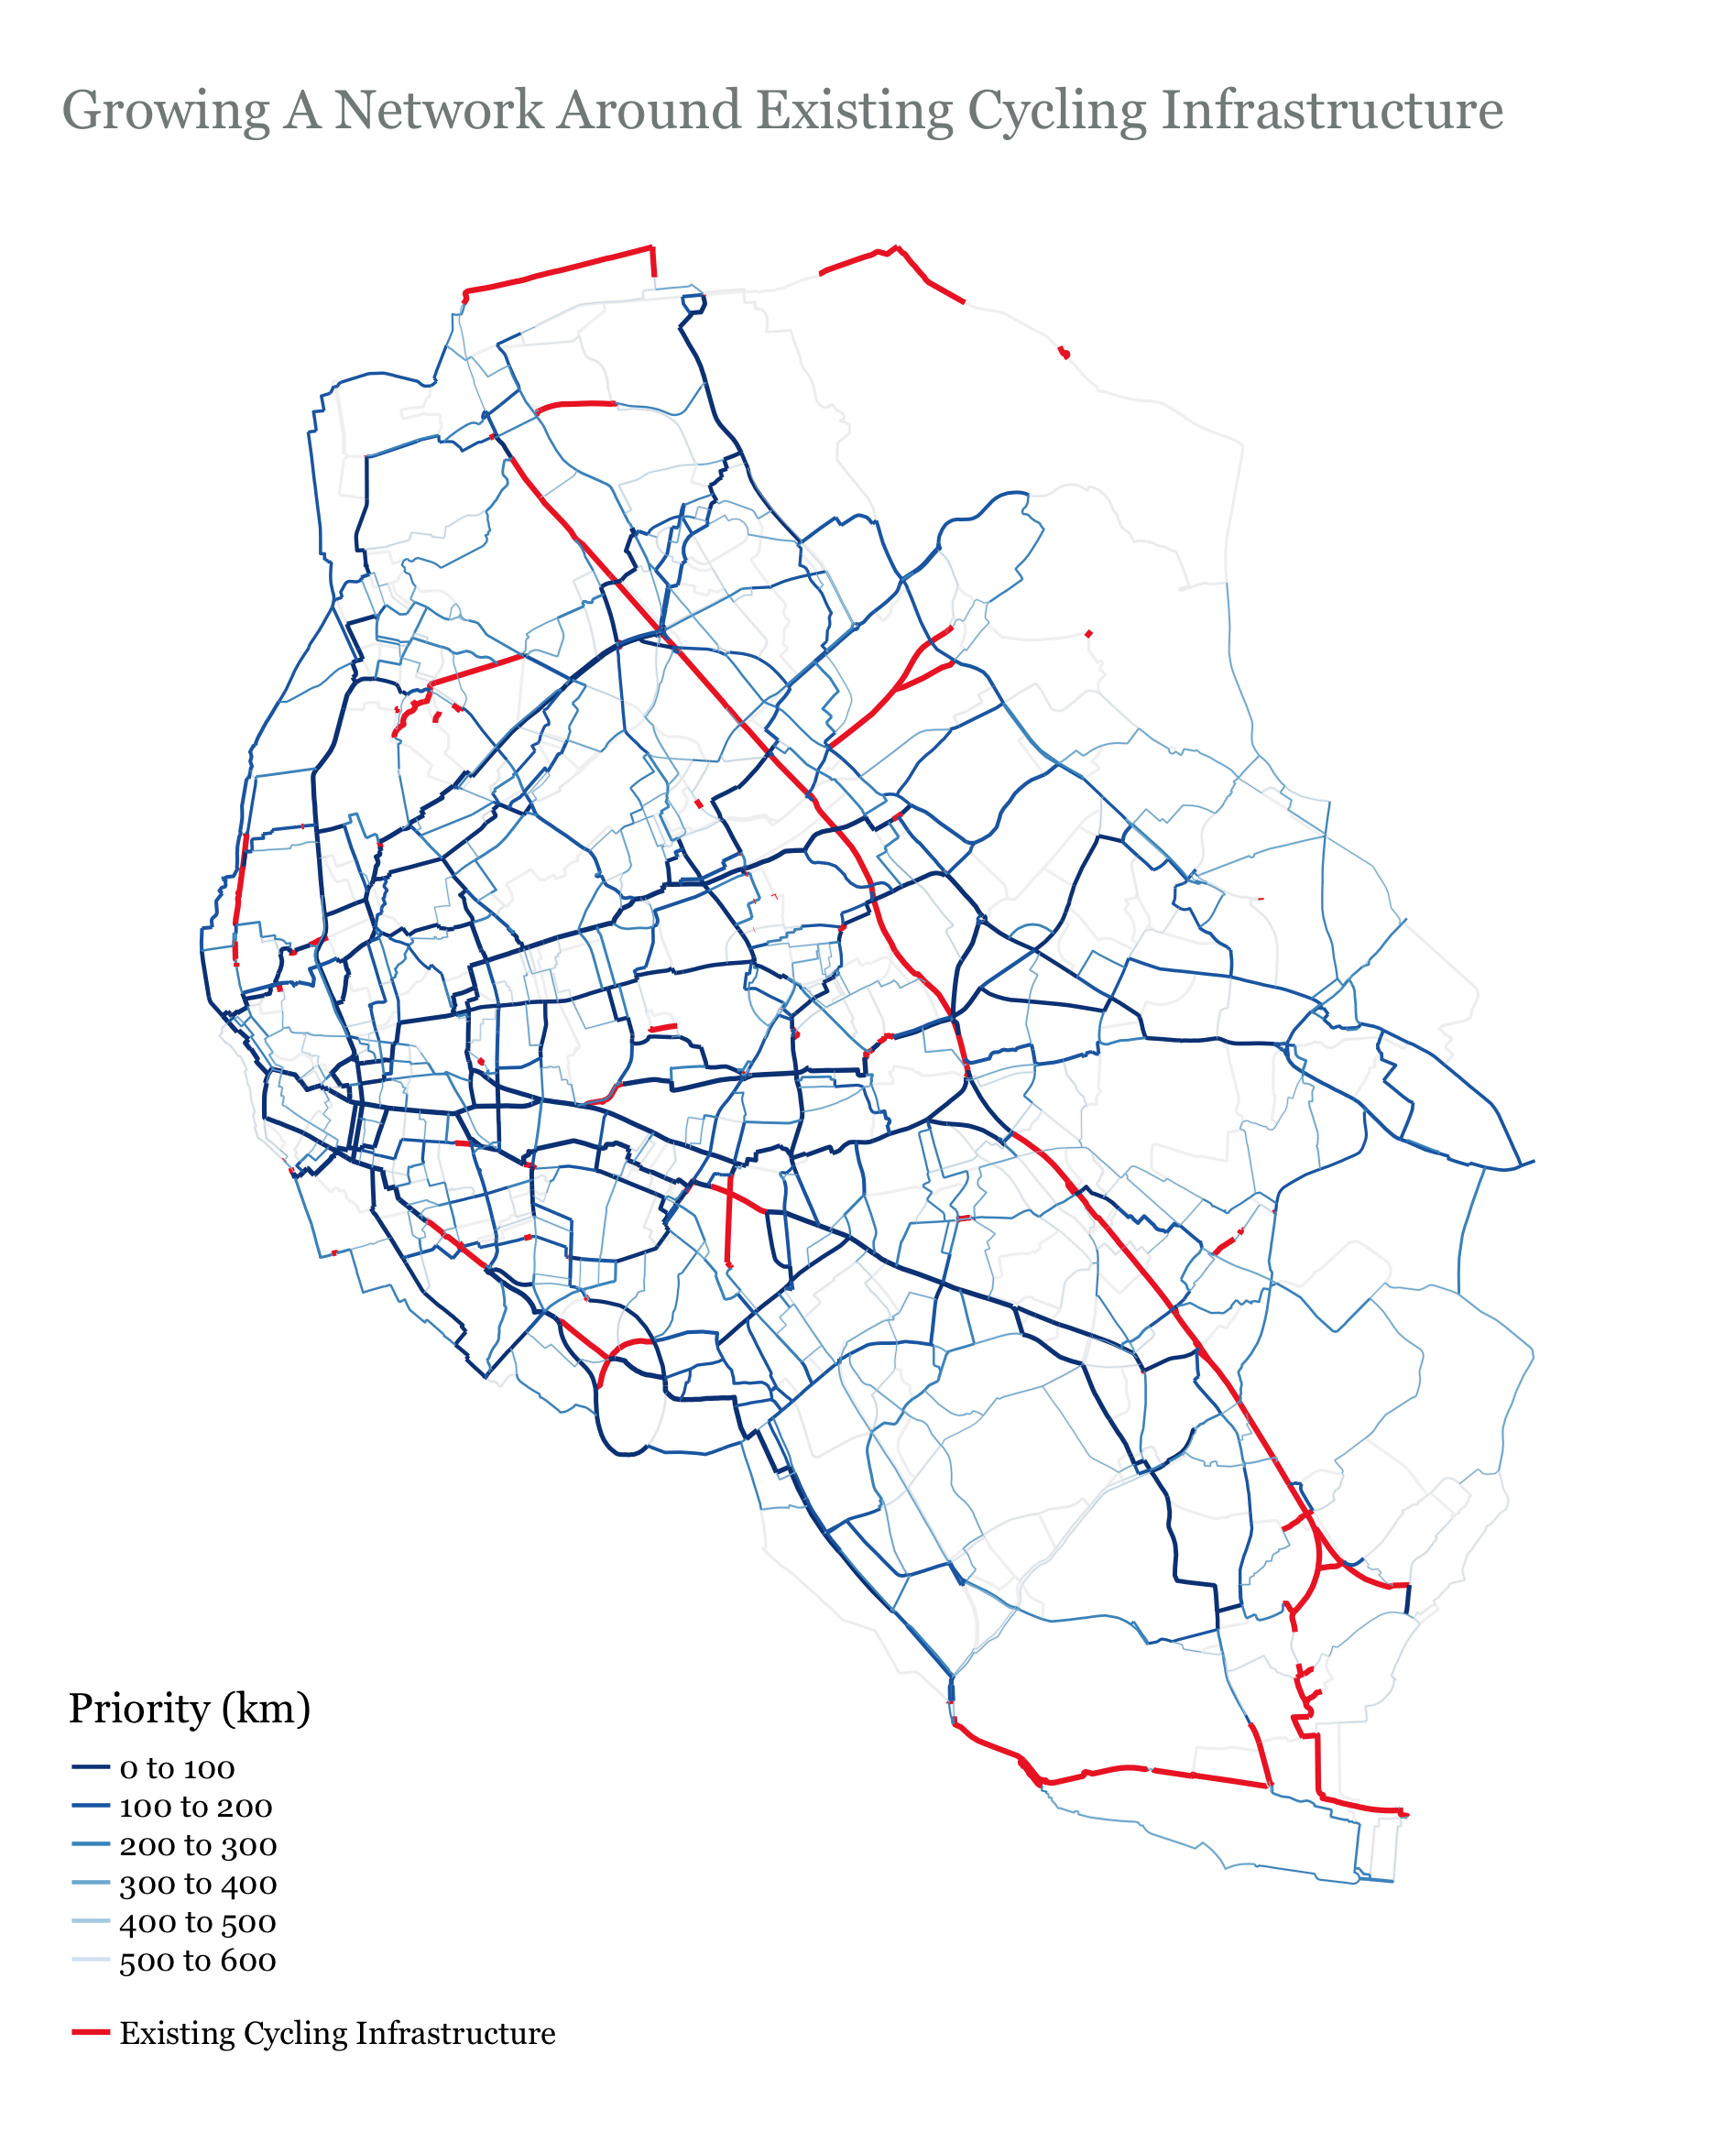 Growing A Network Around Existing Cycling Infrastructure
Priority (km)
0 to 100
100 to 200
200 to 300
300 to 400
400 to 500
500 to 600
Existing Cycling Infrastructure